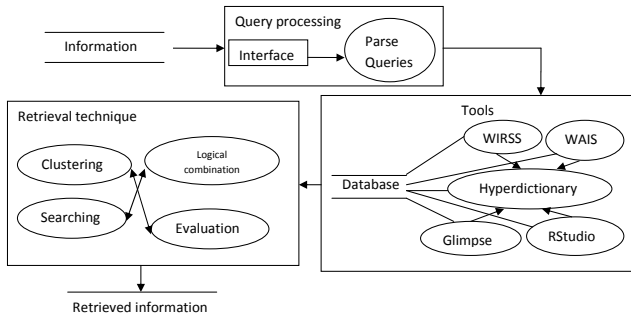 Query processing
Information
Interface
Parse
Queries
Tools
WIRSS
WAIS
Database
Hyperdictionary
Glimpse
RStudio
Retrieval technique
Clustering
Logical
combination
Searching
Evaluation
Retrieved information